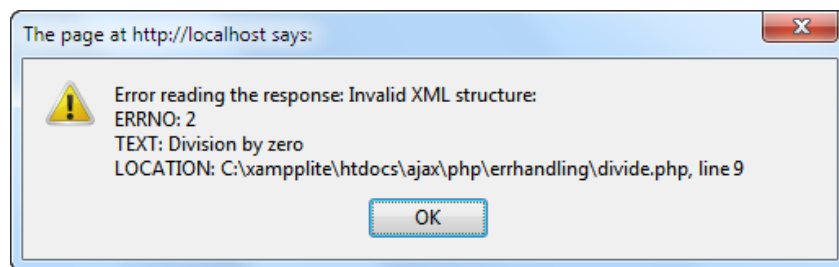 The page at http://localhost says:
Error reading the response: Invalid XML structure:
ERRNO: 2
TEXT: Division by zero
LOCATION: C:\xampplite\htdocs\ajax\php\errhandling\divide.php, line 9
OK